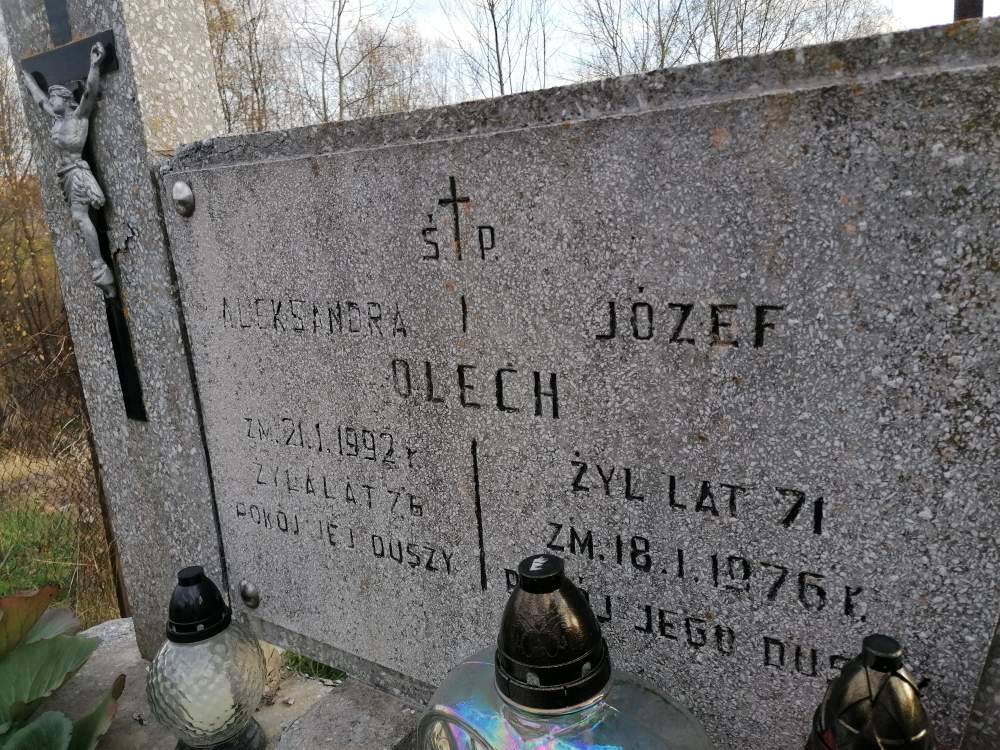 Ś P.
ALEKSANDRA I JÓZEF
OLECH
ZM. 21.1.1992 r.
ŻYŁA LAT 76
POKÓJ JEJ DUSZY
ŻYŁ LAT 71
ZM. 18.1.1976 r.
JEGO
E